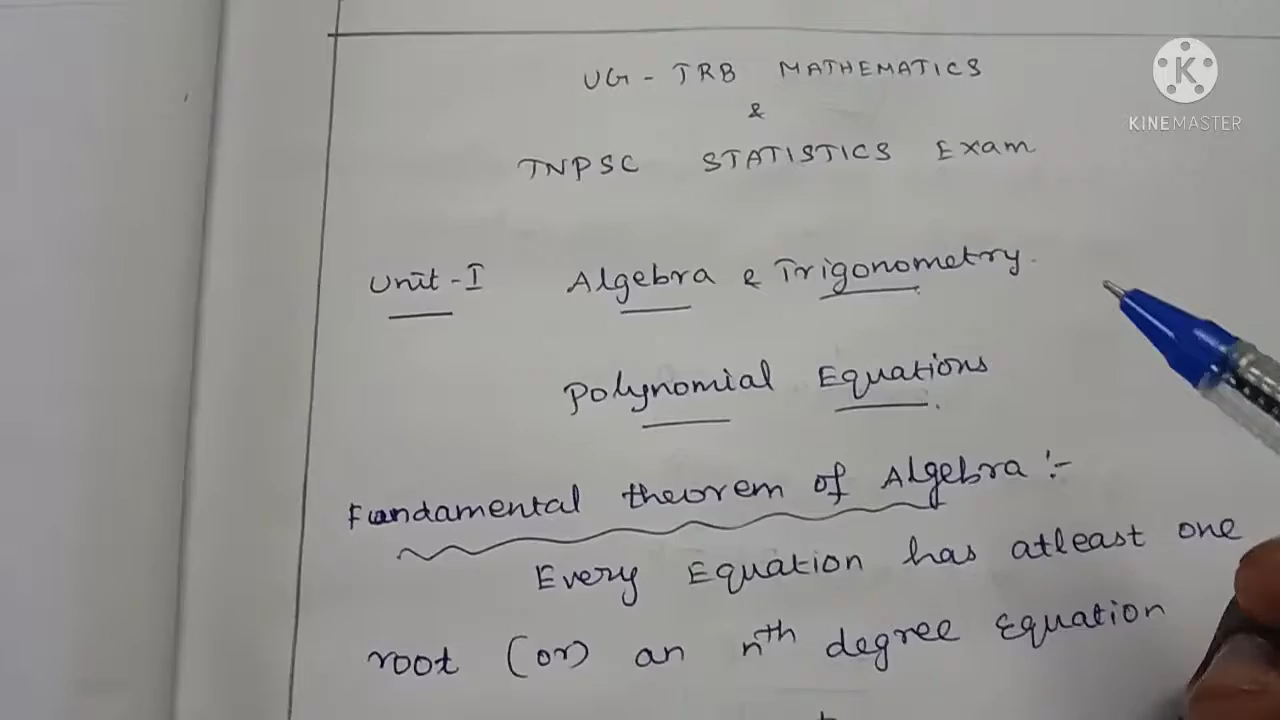 UG - TRB MATHEMATICS
&
TNPSC STATISTICS Exam
Unit - I Algebra & Trigonometry.
Polynomial Equations.
Fundamental theorem of Algebra :-
Every Equation has atleast one
root (or) an nth degree Equation
KINEMASTER